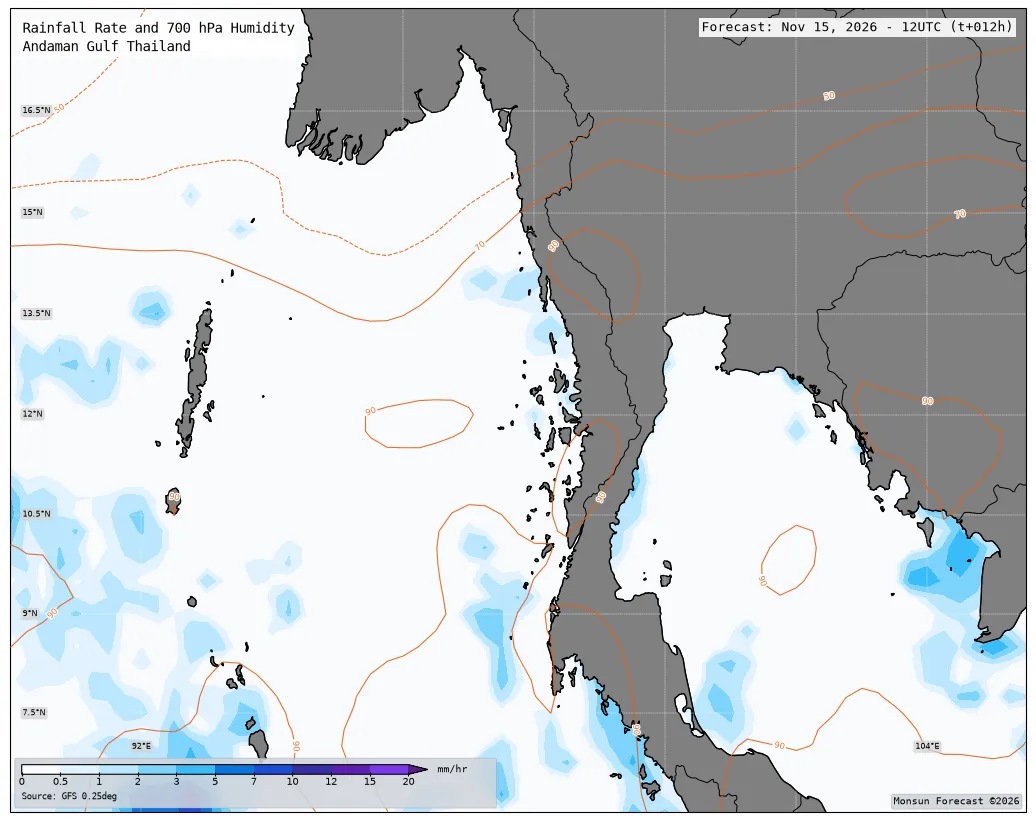 Rainfall Rate and 700 hPa Humidity
Andaman Gulf Thailand
Forecast: Nov 15, 2026 - 12UTC (t+012h)
50
50
16.5°N
15°N
70
70
80
13.5°N
90
12°N
90
90
90
10.5°N
90
9°N
90
7.5°N
92°E
90
90
90
104°E
mm/hr
0 0.5 1 2 3 5 7 10 12 15 20
Source: GFS 0.25deg
Monsun Forecast ©2026